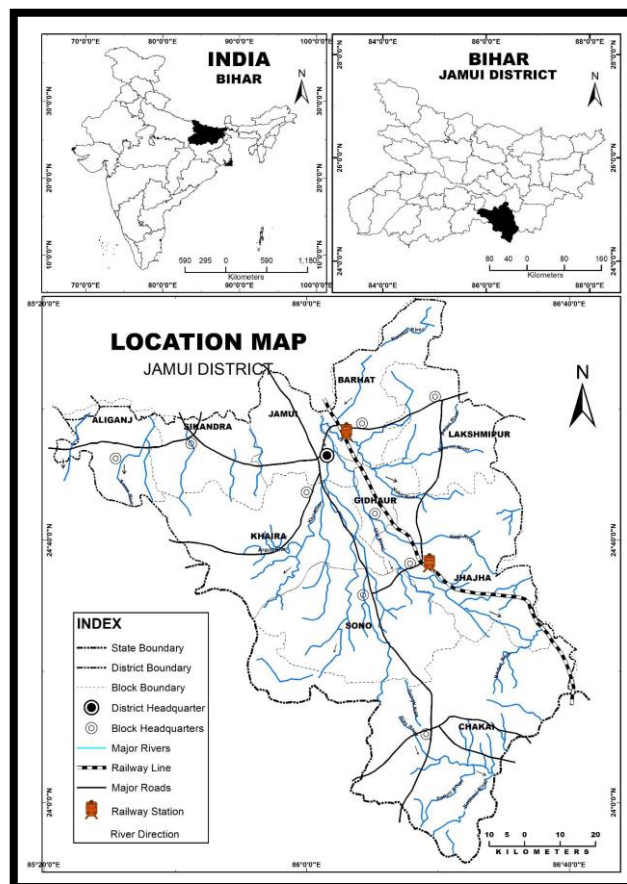 70°0'0"E 80°0'0"E 90°0'0"E 100°0'0"E
INDIA
BIHAR
N
30°0'0"N
20°0'0"N
10°0'0"N
590 295 0 590 1,180
Kilometers
70°0'0"E 80°0'0"E 90°0'0"E 100°0'0"E
84°0'0"E 86°0'0"E 88°0'0"E
BIHAR
JAMUI DISTRICT
N
28°0'0"N
26°0'0"N
24°0'0"N
80 40 0 80 160
Kilometers
84°0'0"E 86°0'0"E 88°0'0"E
85°20'0"E 86°0'0"E 86°40'0"E
LOCATION MAP
JAMUI DISTRICT
N
BARHAT
JAMUI
ALIGANJ
SIKANDRA
LAKSHMIPUR
GIDHAUR
KHAIRA
24°40'0"N
24°40'0"N
JHAJHA
SONO
CHAKAI
24°0'0"N
24°0'0"N
INDEX
State Boundary
District Boundary
Block Boundary
District Headquarter
Block Headquarters
Major Rivers
Railway Line
Major Roads
Railway Station
River Direction
10 5 0 10 20
KILOMETERS
85°20'0"E 86°0'0"E 86°40'0"E